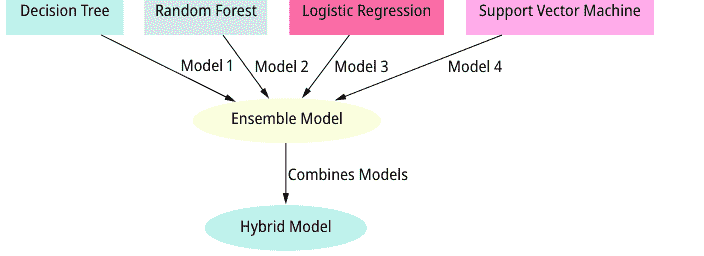 Decision Tree
Random Forest
Logistic Regression
Support Vector Machine
Model 1
Model 2
Model 3
Model 4
Ensemble Model
Combines Models
Hybrid Model